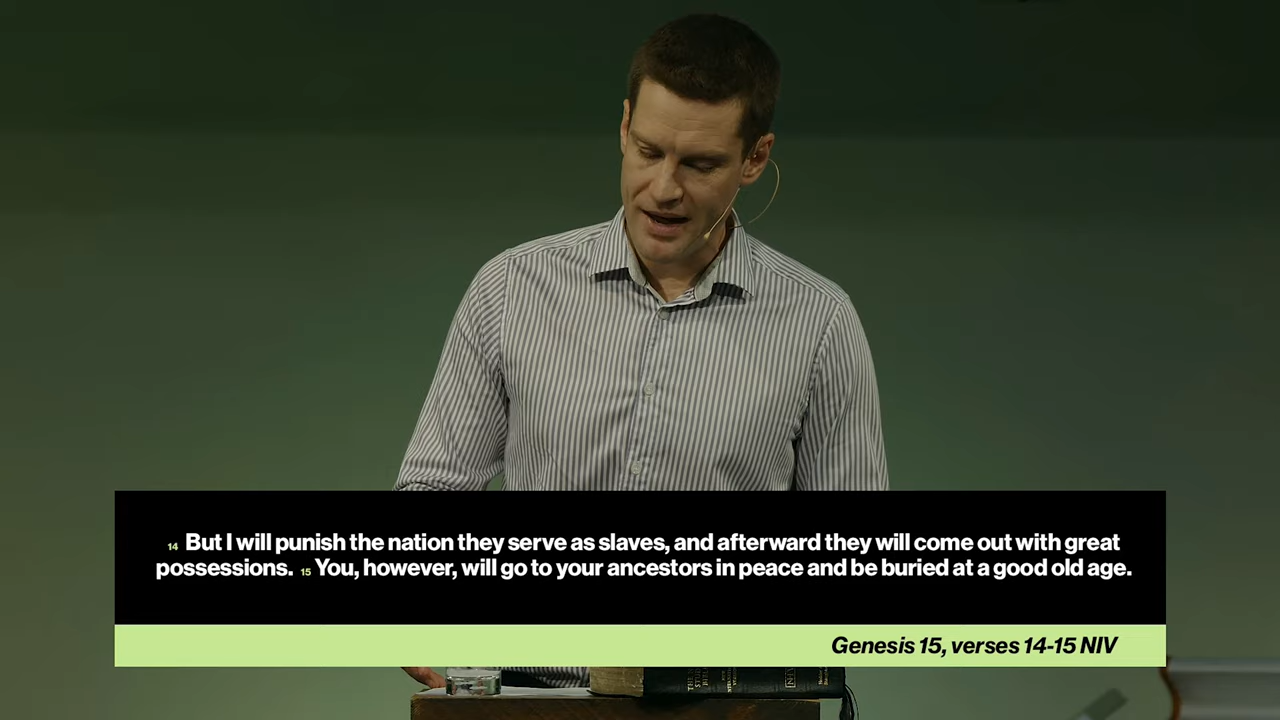 14 But I will punish the nation they serve as slaves, and afterward they will come out with great
possessions. 15 You, however, will go to your ancestors in peace and be buried at a good old age.
Genesis 15, verses 14-15 NIV